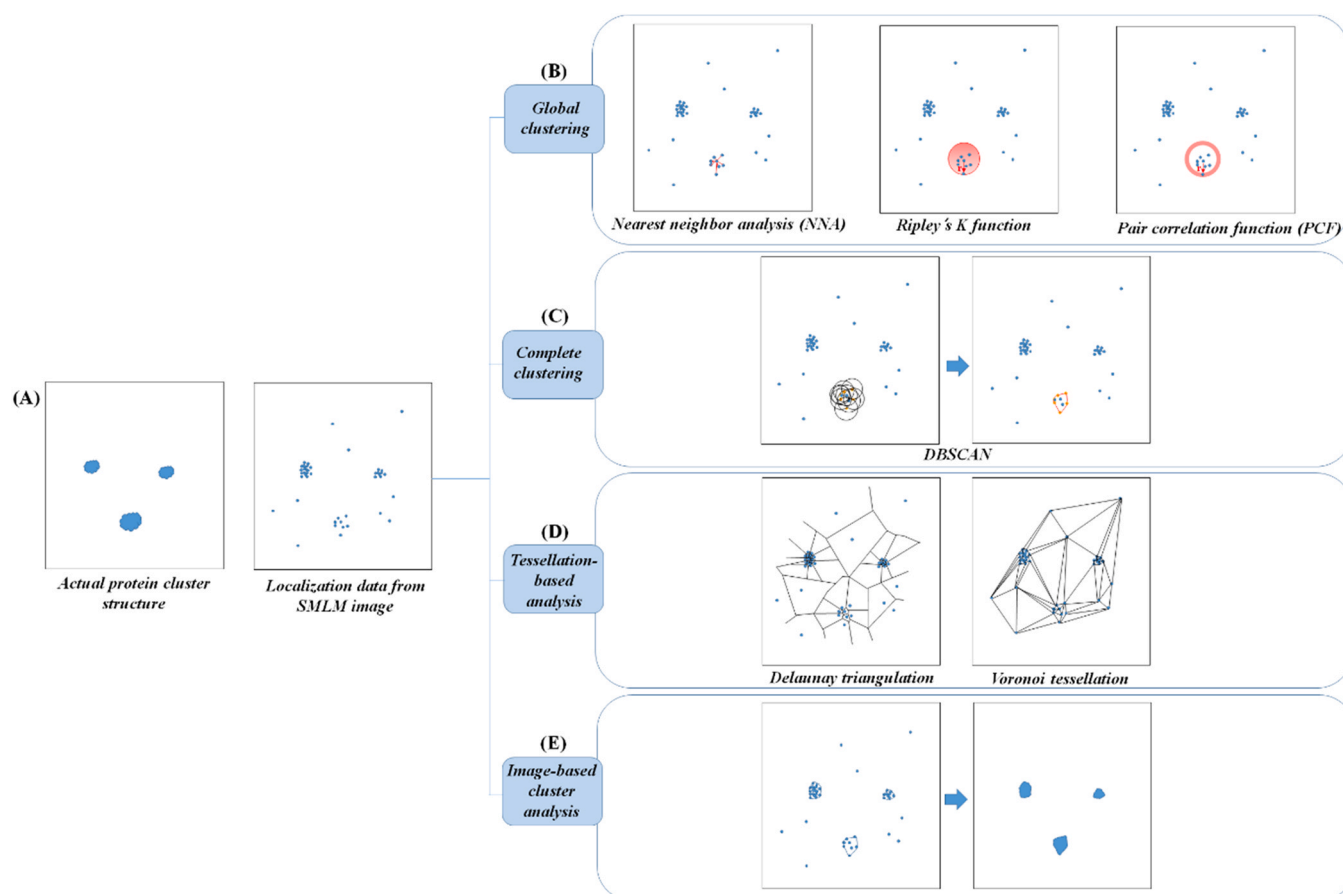 (A)
Actual protein cluster
structure
Localization data from
SMLM image
(B)
Global
clustering
Nearest neighbor analysis (NNA)
Ripley's K function
Pair correlation function (PCF)
(C)
Complete
clustering
DBSCAN
(D)
Tessellation-
based
analysis
Delaunay triangulation
Voronoi tessellation
(E)
Image-based
cluster
analysis